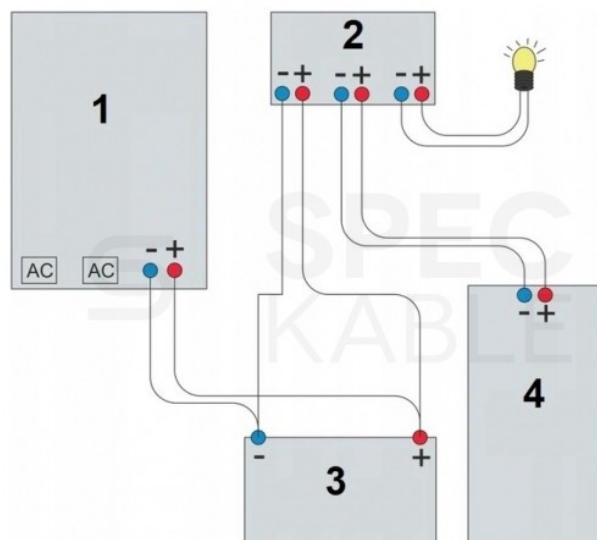 1
2
- + - + - +
- +
AC AC
SPEC
KABLE
- +
4
- +
3